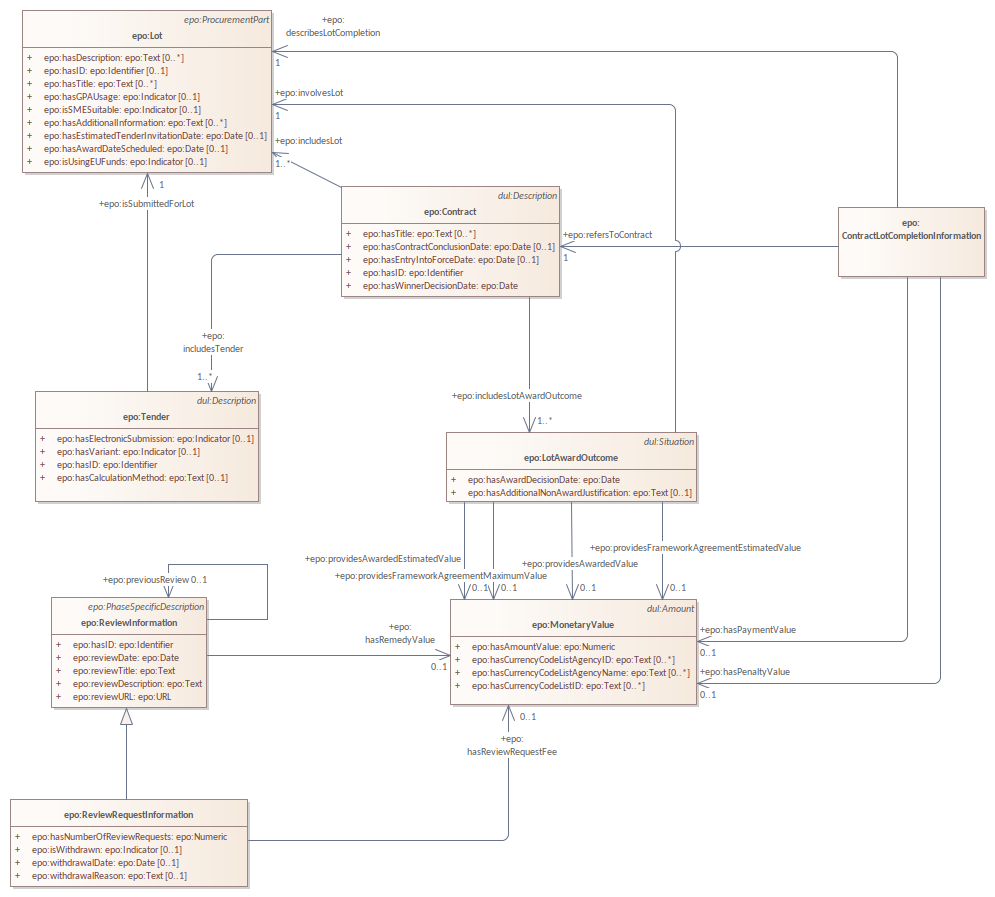 epo:ProcurementPart
epo:Lot
+ epo:hasDescription: epo:Text [0..*]
+ epo:hasID: epo:Identifier [0..1]
+ epo:hasTitle: epo:Text [0..*]
+ epo:hasGPAUsage: epo:Indicator [0..1]
+ epo:isSMESuitable: epo:Indicator [0..1]
+ epo:hasAdditionalInformation: epo:Text [0..*]
+ epo:hasEstimatedTenderInvitationDate: epo:Date [0..1]
+ epo:hasAwardDateScheduled: epo:Date [0..1]
+ epo:isUsingEUFunds: epo:Indicator [0..1]
+epo:
describesLotCompletion
1
+epo:involvesLot
1
+epo:includesLot
1..*
1
+epo:isSubmittedForLot
dul:Description
epo:Contract
+ epo:hasTitle: epo:Text [0..*]
+ epo:hasContractConclusionDate: epo:Date [0..1]
+ epo:hasEntryIntoForceDate: epo:Date [0..1]
+ epo:hasID: epo:Identifier
+ epo:hasWinnerDecisionDate: epo:Date
+epo:refersToContract
1
epo:
ContractLotCompletionInformation
+epo:
includesTender
1..*
dul:Description
epo:Tender
+ epo:hasElectronicSubmission: epo:Indicator [0..1]
+ epo:hasVariant: epo:Indicator [0..1]
+ epo:hasID: epo:Identifier
+ epo:hasCalculationMethod: epo:Text [0..1]
+epo:includesLotAwardOutcome
1..*
dul:Situation
epo:LotAwardOutcome
+ epo:hasAwardDecisionDate: epo:Date
+ epo:hasAdditionalNonAwardJustification: epo:Text [0..1]
+epo:providesFrameworkAgreementEstimatedValue
+epo:providesAwardedEstimatedValue
+epo:providesAwardedValue
+epo:providesFrameworkAgreementMaximumValue
0..1
0..1
0..1
0..1
dul:Amount
epo:MonetaryValue
+ epo:hasAmountValue: epo:Numeric
+ epo:hasCurrencyCodeListAgencyID: epo:Text [0..*]
+ epo:hasCurrencyCodeListAgencyName: epo:Text [0..*]
+ epo:hasCurrencyCodeListID: epo:Text [0..*]
+epo:hasPaymentValue
0..1
+epo:hasPenaltyValue
0..1
+epo:previousReview 0..1
epo:PhaseSpecificDescription
epo:ReviewInformation
+ epo:hasID: epo:Identifier
+ epo:reviewDate: epo:Date
+ epo:reviewTitle: epo:Text
+ epo:reviewDescription: epo:Text
+ epo:reviewURL: epo:URL
+epo:
hasRemedyValue
0..1
0..1
+epo:
hasReviewRequestFee
epo:ReviewRequestInformation
+ epo:hasNumberOfReviewRequests: epo:Numeric
+ epo:isWithdrawn: epo:Indicator [0..1]
+ epo:withdrawalDate: epo:Date [0..1]
+ epo:withdrawalReason: epo:Text [0..1]